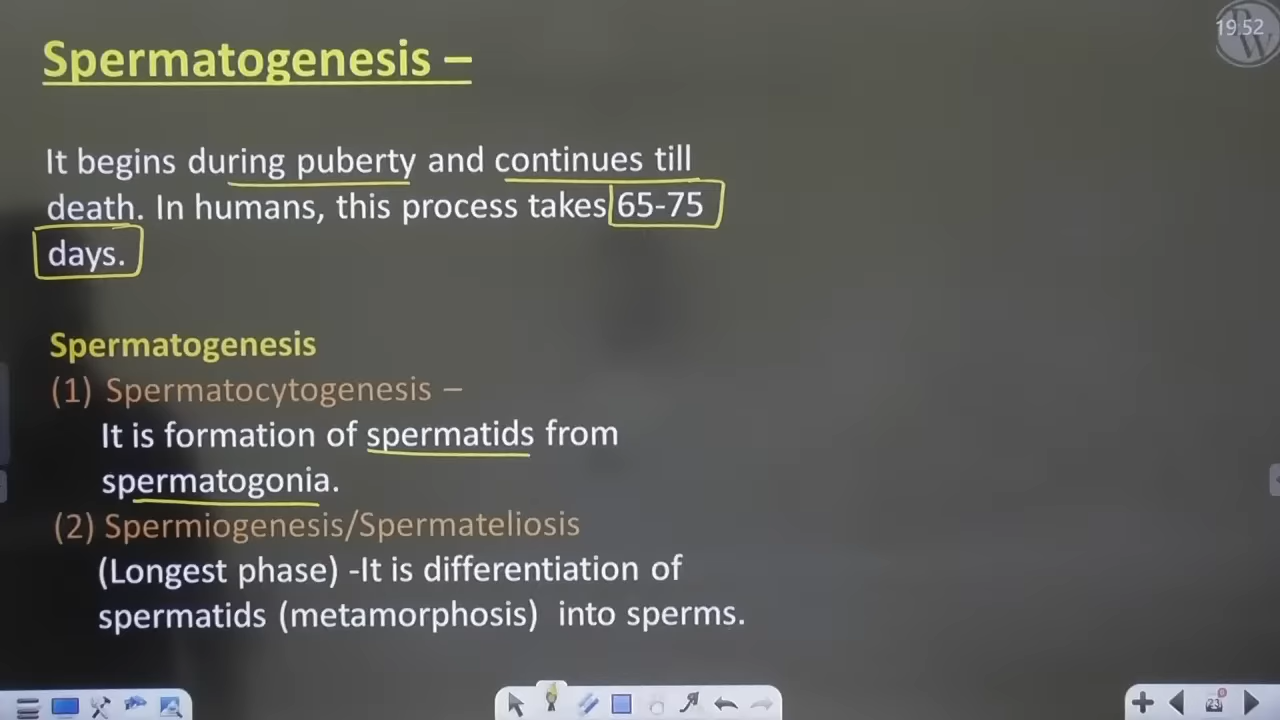 19:52
Spermatogenesis –
It begins during puberty and continues till
death. In humans, this process takes 65-75
days.
Spermatogenesis
(1) Spermatocytogenesis –
It is formation of spermatids from
spermatogonia.
(2) Spermiogenesis/Spermateliosis
(Longest phase) -It is differentiation of
spermatids (metamorphosis) into sperms.
23